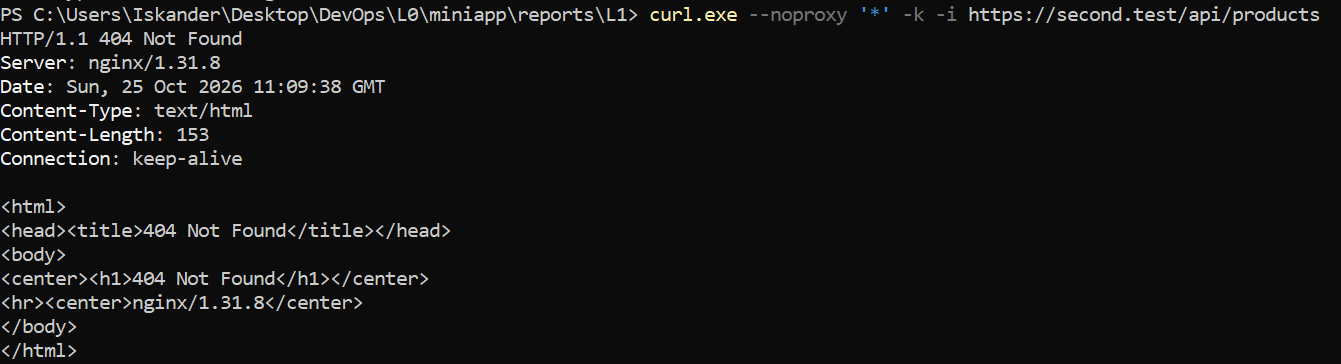 PS C:\Users\Iskander\Desktop\DevOps\L0\miniapp\reports\L1> curl.exe --noproxy '*' -k -i https://second.test/api/products
HTTP/1.1 404 Not Found
Server: nginx/1.31.8
Date: Sun, 25 Oct 2026 11:09:38 GMT
Content-Type: text/html
Content-Length: 153
Connection: keep-alive

<html>
<head><title>404 Not Found</title></head>
<body>
<center><h1>404 Not Found</h1></center>
<hr><center>nginx/1.31.8</center>
</body>
</html>